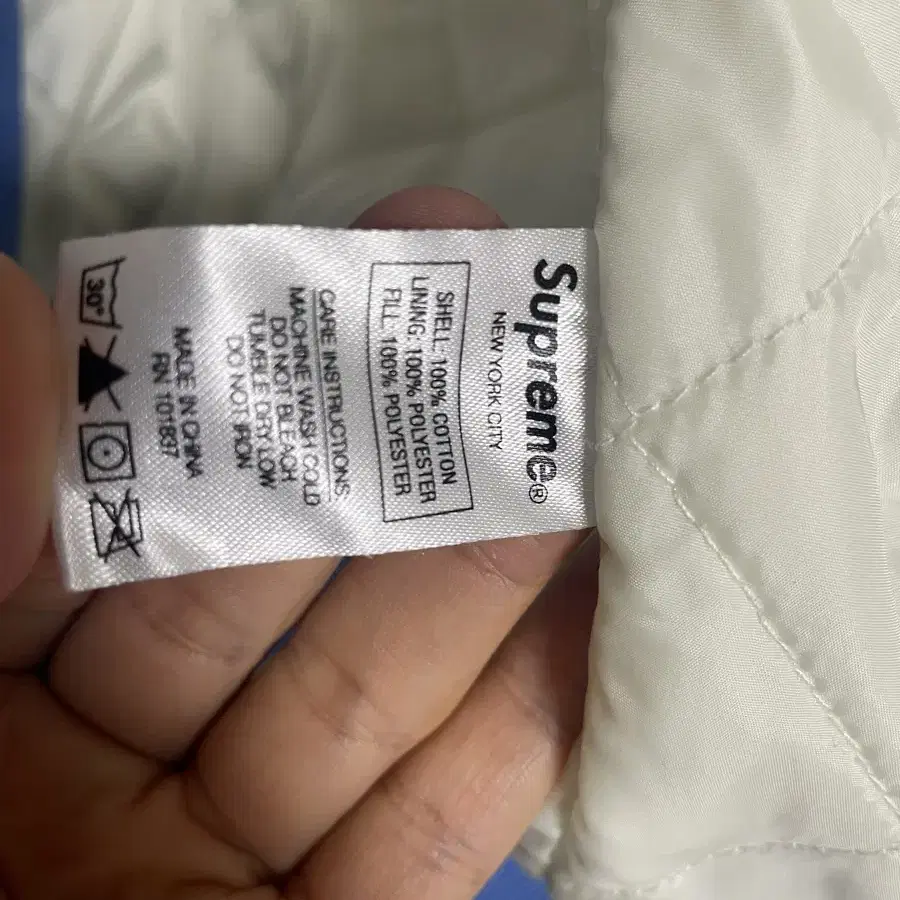 Supreme®
NEW YORK CITY
SHELL: 100% COTTON
LINING: 100% POLYESTER
FILL: 100% POLYESTER
CARE INSTRUCTIONS
MACHINE WASH COLD
DO NOT BLEACH
TUMBLE DRY LOW
DO NOT IRON
MADE IN CHINA
RN 101837
30°